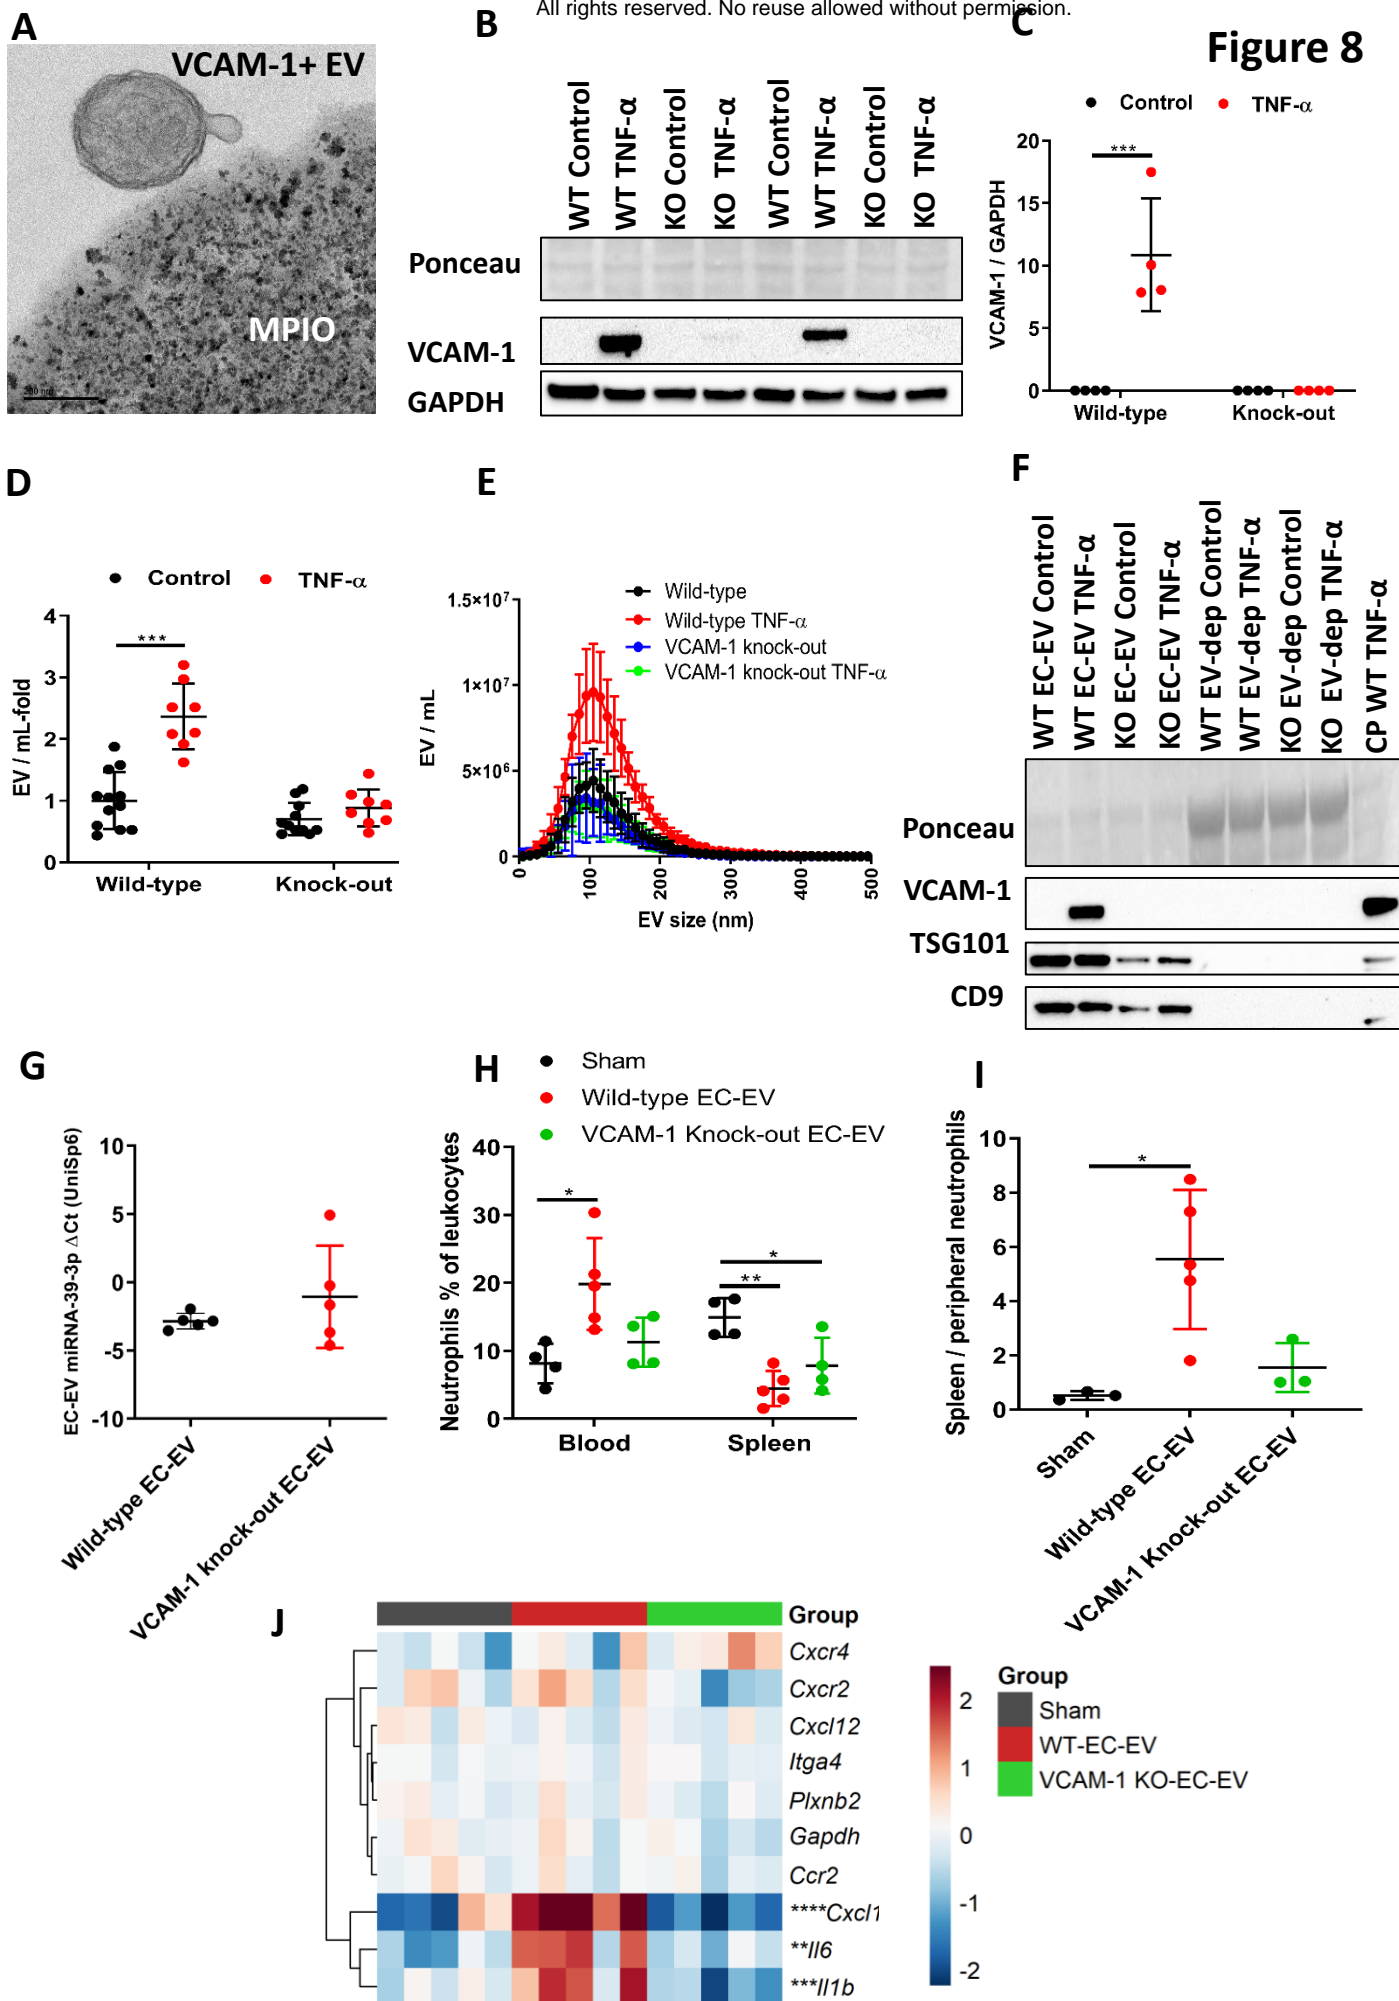 All rights reserved. No reuse allowed without permission.
Figure 8
A
VCAM-1+ EV
MPIO
B
WT Control
WT TNF-α
KO Control
KO TNF-α
WT Control
WT TNF-α
KO Control
KO TNF-α
Ponceau
VCAM-1
GAPDH
C
Control
TNF-α
***
VCAM-1 / GAPDH
20
15
10
5
0
Wild-type
Knock-out
D
Control
TNF-α
***
EV / mL-fold
4
3
2
1
0
Wild-type
Knock-out
E
Wild-type
Wild-type TNF-α
VCAM-1 knock-out
VCAM-1 knock-out TNF-α
EV / mL
1.5×10⁷
1×10⁷
5×10⁶
0
0
100
200
300
400
500
EV size (nm)
F
WT EC-EV Control
WT EC-EV TNF-α
KO EC-EV Control
KO EC-EV TNF-α
WT EV-dep Control
WT EV-dep TNF-α
KO EV-dep Control
KO EV-dep TNF-α
CP WT TNF-α
Ponceau
VCAM-1
TSG101
CD9
G
EC-EV miRNA-39-3p ΔCt (UniSp6)
10
5
0
-5
-10
Wild-type EC-EV
VCAM-1 knock-out EC-EV
H
Sham
Wild-type EC-EV
VCAM-1 Knock-out EC-EV
Neutrophils % of leukocytes
40
30
20
10
0
*
*
**
Blood
Spleen
I
Spleen / peripheral neutrophils
10
8
6
4
2
0
*
Sham
Wild-type EC-EV
VCAM-1 Knock-out EC-EV
J
Group
Cxcr4
Cxcr2
Cxcl12
Itga4
Plxnb2
Gapdh
Ccr2
****Cxcl1
**Il6
***Il1b
2
1
0
-1
-2
Group
Sham
WT-EC-EV
VCAM-1 KO-EC-EV